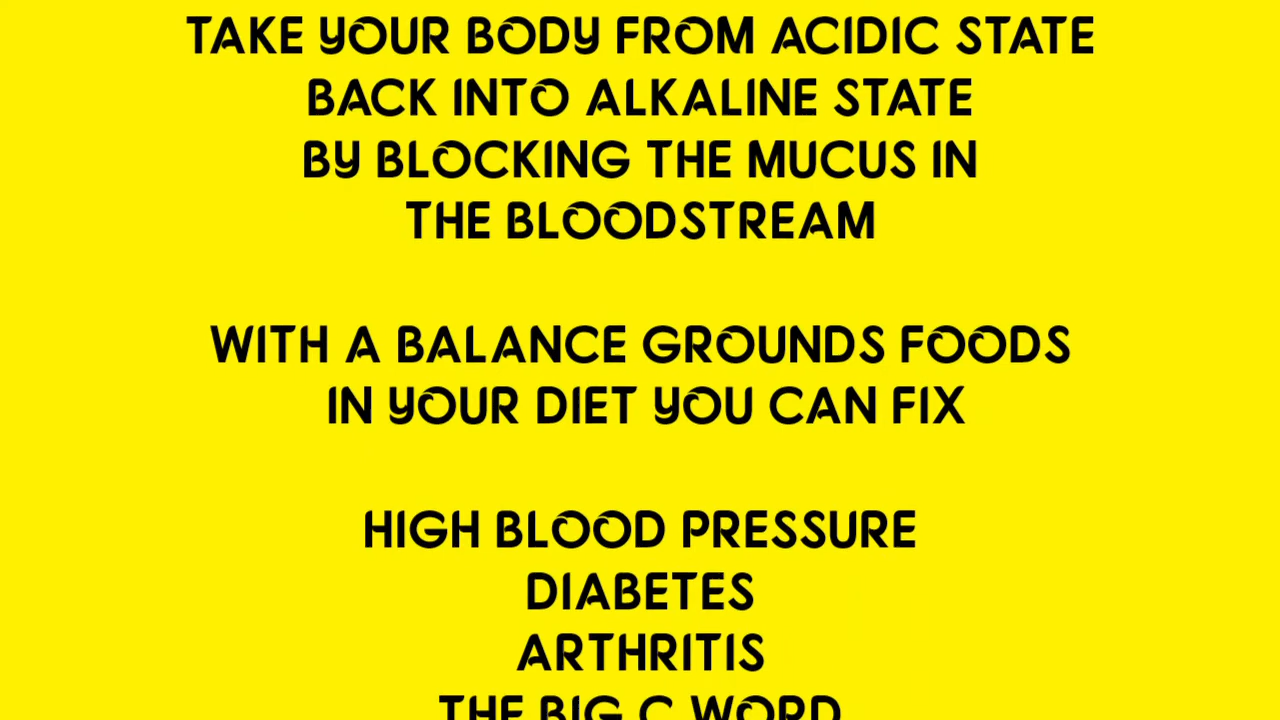 TAKE YOUR BODY FROM ACIDIC STATE
BACK INTO ALKALINE STATE
BY BLOCKING THE MUCUS IN
THE BLOODSTREAM
WITH A BALANCE GROUNDS FOODS
IN YOUR DIET YOU CAN FIX
HIGH BLOOD PRESSURE
DIABETES
ARTHRITIS
THE BIG C WORD